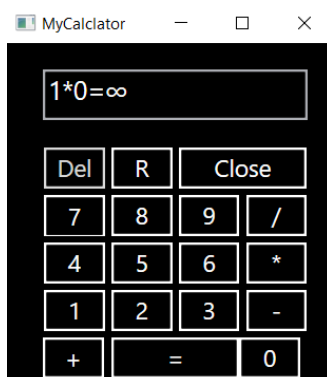 MyCalclator
1*0=∞
Del R Close
7 8 9 /
4 5 6 *
1 2 3 -
+ = 0